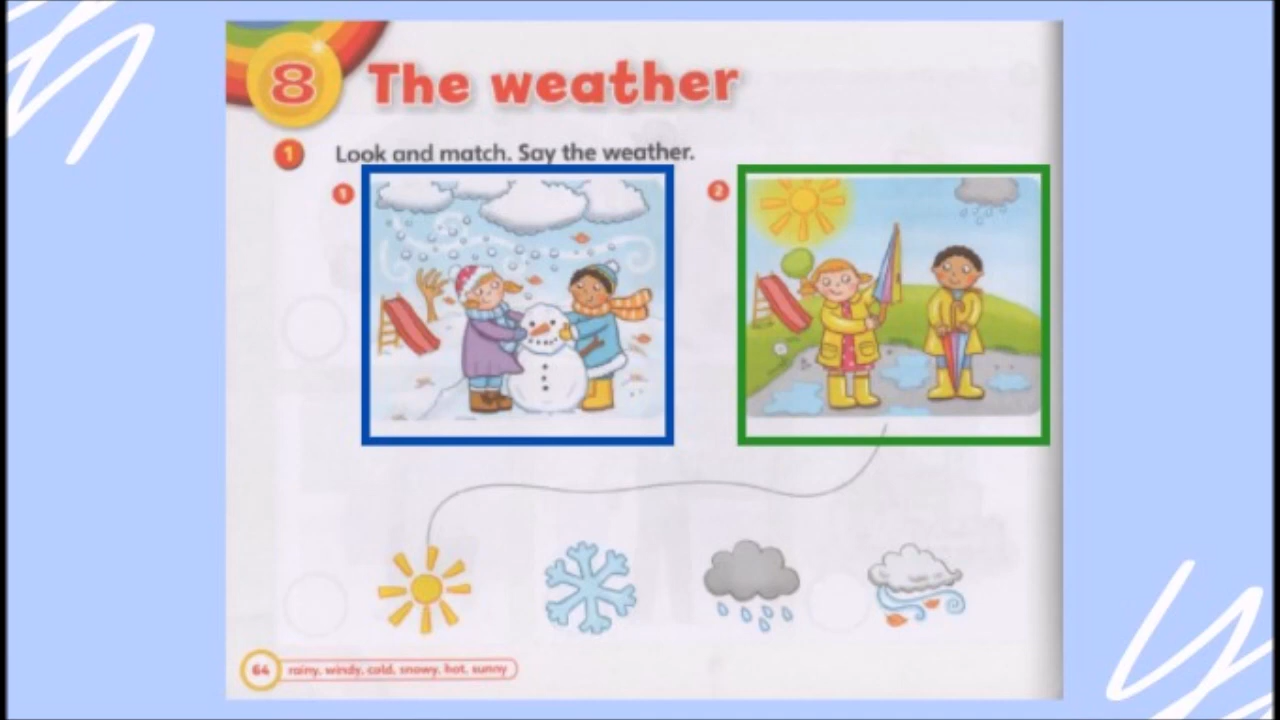 8 The weather
1 Look and match. Say the weather.
1
2
64 rainy, windy, cold, snowy, hot, sunny